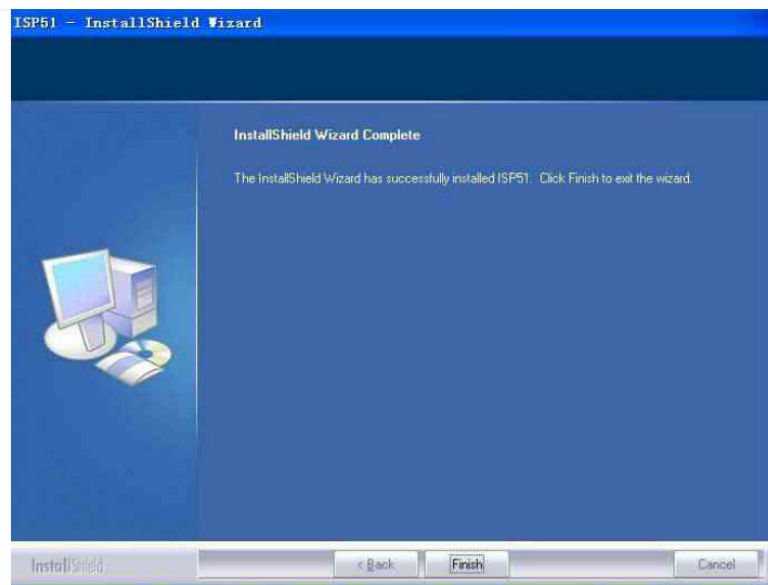 ISP51 - InstallShield Wizard
InstallShield Wizard Complete
The InstallShield Wizard has successfully installed ISP51. Click Finish to exit the wizard.
InstallShield
< Back Finish Cancel